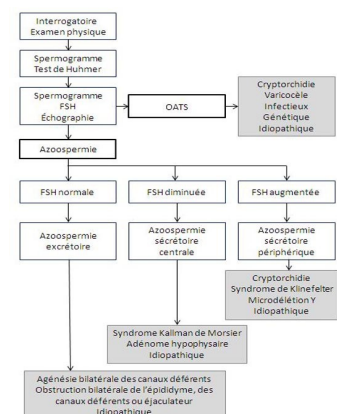 Interrogatoire
Examen physique
Spermogramme
Test de Huhmer
Spermogramme
FSH
Échographie
OATS
Cryptorchidie
Varicocèle
Infectieux
Génétique
Idiopathique
Azoospermie
FSH normale
FSH diminuée
FSH augmentée
Azoospermie
excrétoire
Azoospermie
sécrétoire
centrale
Azoospermie
sécrétoire
périphérique
Cryptorchidie
Syndrome de Klinefelter
Microdélétion Y
Idiopathique
Syndrome Kallman de Morsier
Adénome hypophysaire
Idiopathique
Agénésie bilatérale des canaux déférents
Obstruction bilatérale de l'épididyme, des
canaux déférents ou éjaculateur
Idiopathique